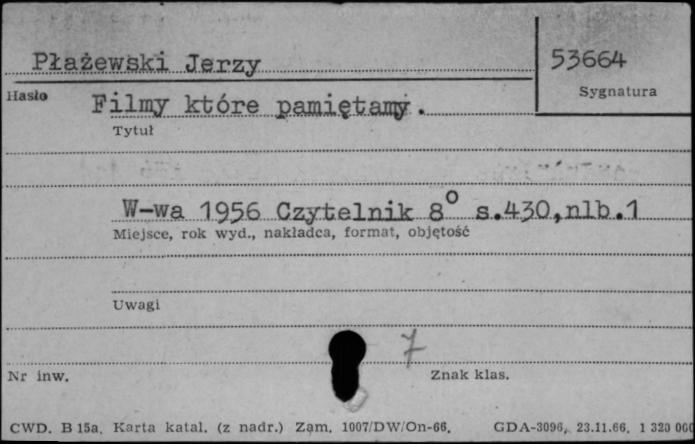 Płażewski Jerzy
53664
Hasło
Sygnatura
Filmy które pamiętamy.
Tytuł
W-wa 1956 Czytelnik 8° s.430,nlb.1
Miejsce, rok wyd., nakładca, format, objętość
Uwagi
7
Nr inw.
Znak klas.
CWD. B 15a. Karta katal. (z nadr.) Zam. 1007/DW/On-66. GDA-3096, 23.11.66. 1 320 000